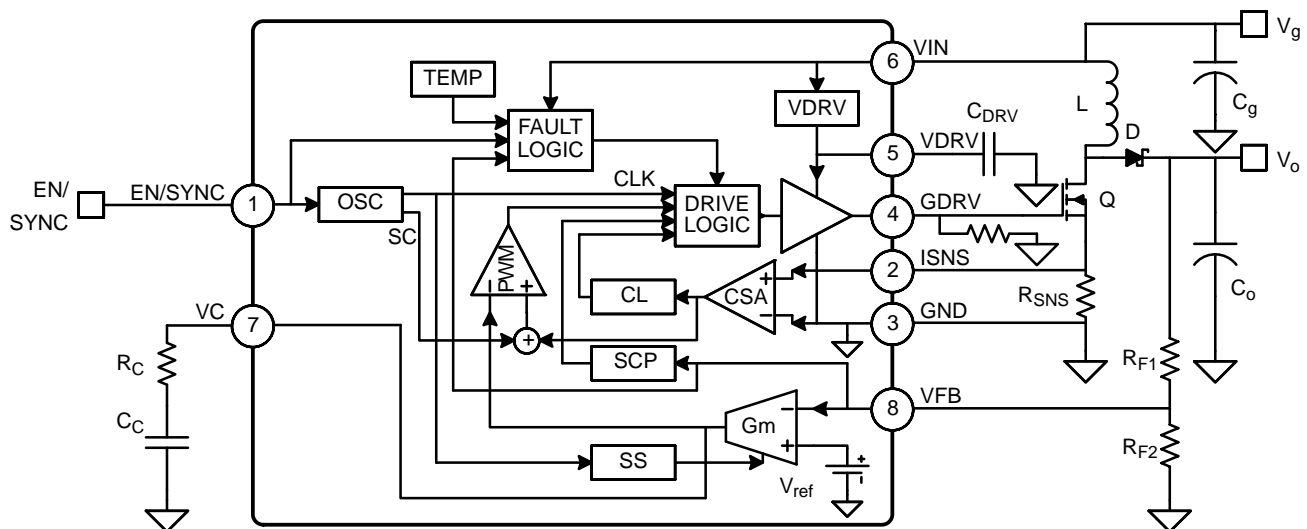 6
VIN
Vg
TEMP
L
Cg
FAULT
LOGIC
VDRV
CDRV
D
VDRV
5
Vo
EN/
SYNC
EN/SYNC
1
OSC
CLK
DRIVE
LOGIC
4
GDRV
Q
SC
PWM
−
+
CL
CSA
+
−
2
ISNS
RSNS
Co
VC
7
+
3
GND
RC
SCP
RF1
CC
Gm
−
+
8
VFB
SS
Vref
+
−
RF2